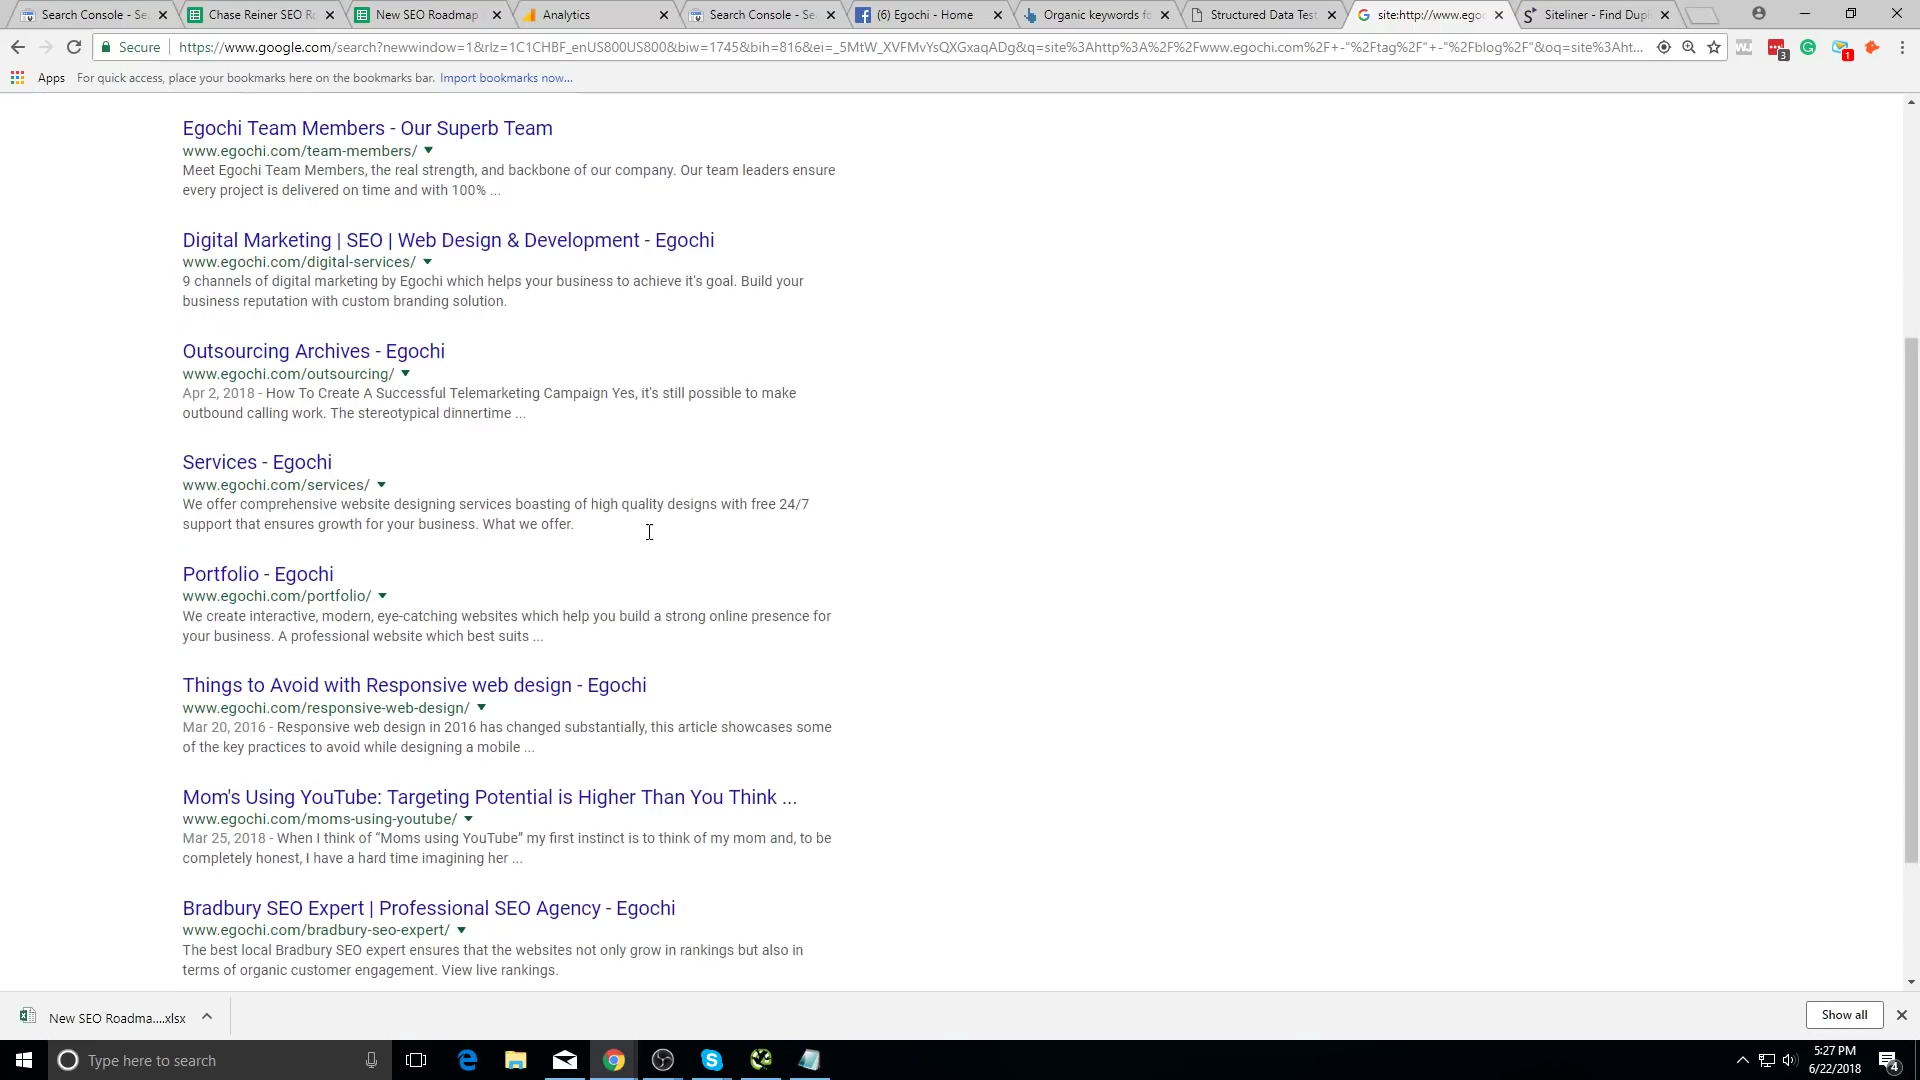 Search Console - Se
Chase Reiner SEO R
New SEO Roadmap
Analytics
Search Console - Se
(6) Egochi - Home
Organic keywords fo
Structured Data Test
site:http://www.ego
Siteliner - Find Dup
Secure
https://www.google.com/search?newwindow=1&rlz=1C1CHBF_enUS800US800&biw=1745&bih=816&ei=_5MtW_XVFMvYsQXGxaqADg&q=site%3Ahttp%3A%2F%2Fwww.egochi.com%2F+-"%2Ftag%2F"+-"%2Fblog%2F"&oq=site%3Aht...
3
1
Apps
For quick access, place your bookmarks here on the bookmarks bar. Import bookmarks now...
Egochi Team Members - Our Superb Team
www.egochi.com/team-members/
Meet Egochi Team Members, the real strength, and backbone of our company. Our team leaders ensure
every project is delivered on time and with 100% ...
Digital Marketing | SEO | Web Design & Development - Egochi
www.egochi.com/digital-services/
9 channels of digital marketing by Egochi which helps your business to achieve it's goal. Build your
business reputation with custom branding solution.
Outsourcing Archives - Egochi
www.egochi.com/outsourcing/
Apr 2, 2018 - How To Create A Successful Telemarketing Campaign Yes, it's still possible to make
outbound calling work. The stereotypical dinnertime ...
Services - Egochi
www.egochi.com/services/
We offer comprehensive website designing services boasting of high quality designs with free 24/7
support that ensures growth for your business. What we offer.
Portfolio - Egochi
www.egochi.com/portfolio/
We create interactive, modern, eye-catching websites which help you build a strong online presence for
your business. A professional website which best suits ...
Things to Avoid with Responsive web design - Egochi
www.egochi.com/responsive-web-design/
Mar 20, 2016 - Responsive web design in 2016 has changed substantially, this article showcases some
of the key practices to avoid while designing a mobile ...
Mom's Using YouTube: Targeting Potential is Higher Than You Think ...
www.egochi.com/moms-using-youtube/
Mar 25, 2018 - When I think of “Moms using YouTube” my first instinct is to think of my mom and, to be
completely honest, I have a hard time imagining her ...
Bradbury SEO Expert | Professional SEO Agency - Egochi
www.egochi.com/bradbury-seo-expert/
The best local Bradbury SEO expert ensures that the websites not only grow in rankings but also in
terms of organic customer engagement. View live rankings.
New SEO Roadma....xlsx
Show all
Type here to search
5:27 PM
6/22/2018
4